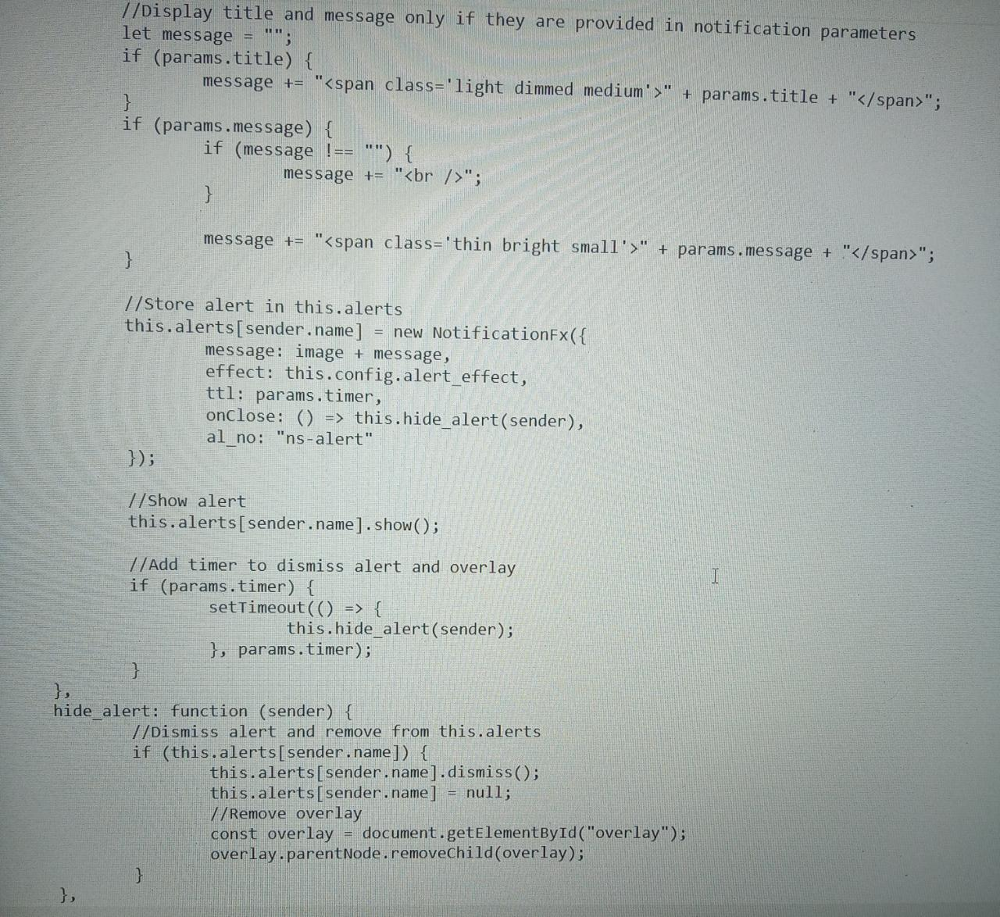 //Display title and message only if they are provided in notification parameters
let message = "";
if (params.title) {
message += "<span class='light dimmed medium'>" + params.title + "</span>";
}
if (params.message) {
if (message !== "") {
message += "<br />";
}
message += "<span class='thin bright small'>" + params.message + "</span>";
}
//Store alert in this.alerts
this.alerts[sender.name] = new NotificationFx({
message: image + message,
effect: this.config.alert_effect,
ttl: params.timer,
onClose: () => this.hide_alert(sender),
al_no: "ns-alert"
});
//Show alert
this.alerts[sender.name].show();
//Add timer to dismiss alert and overlay
if (params.timer) {
setTimeout(() => {
this.hide_alert(sender);
}, params.timer);
}
},
hide_alert: function (sender) {
//Dismiss alert and remove from this.alerts
if (this.alerts[sender.name]) {
this.alerts[sender.name].dismiss();
this.alerts[sender.name] = null;
//Remove overlay
const overlay = document.getElementById("overlay");
overlay.parentNode.removeChild(overlay);
}
},